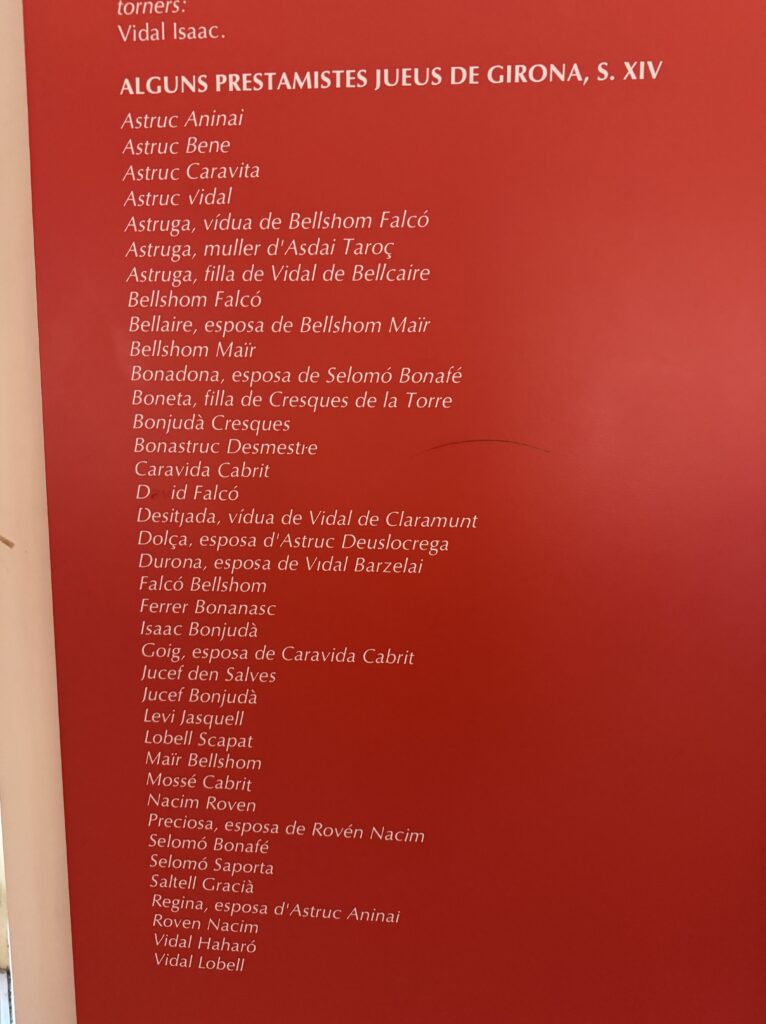 torners:
Vidal Isaac.
ALGUNS PRESTAMISTES JUEUS DE GIRONA, S. XIV
Astruc Aninai
Astruc Bene
Astruc Caravita
Astruc Vidal
Astruga, vídua de Bellshom Falcó
Astruga, muller d'Asdai Taroç
Astruga, filla de Vidal de Bellcaire
Bellshom Falcó
Bellaire, esposa de Bellshom Maïr
Bellshom Maïr
Bonadona, esposa de Selomó Bonafé
Boneta, filla de Cresques de la Torre
Bonjudà Cresques
Bonastruc Desmestre
Caravida Cabrit
David Falcó
Desitjada, vídua de Vidal de Claramunt
Dolça, esposa d'Astruc Deuslocrega
Durona, esposa de Vidal Barzelai
Falcó Bellshom
Ferrer Bonanasc
Isaac Bonjudà
Goig, esposa de Caravida Cabrit
Jucef den Salves
Jucef Bonjudà
Levi Jasquell
Lobell Scapat
Maïr Bellshom
Mossé Cabrit
Nacim Roven
Preciosa, esposa de Rovén Nacim
Selomó Bonafé
Selomó Saporta
Saltell Gracià
Regina, esposa d'Astruc Aninai
Roven Nacim
Vidal Haharó
Vidal Lobell